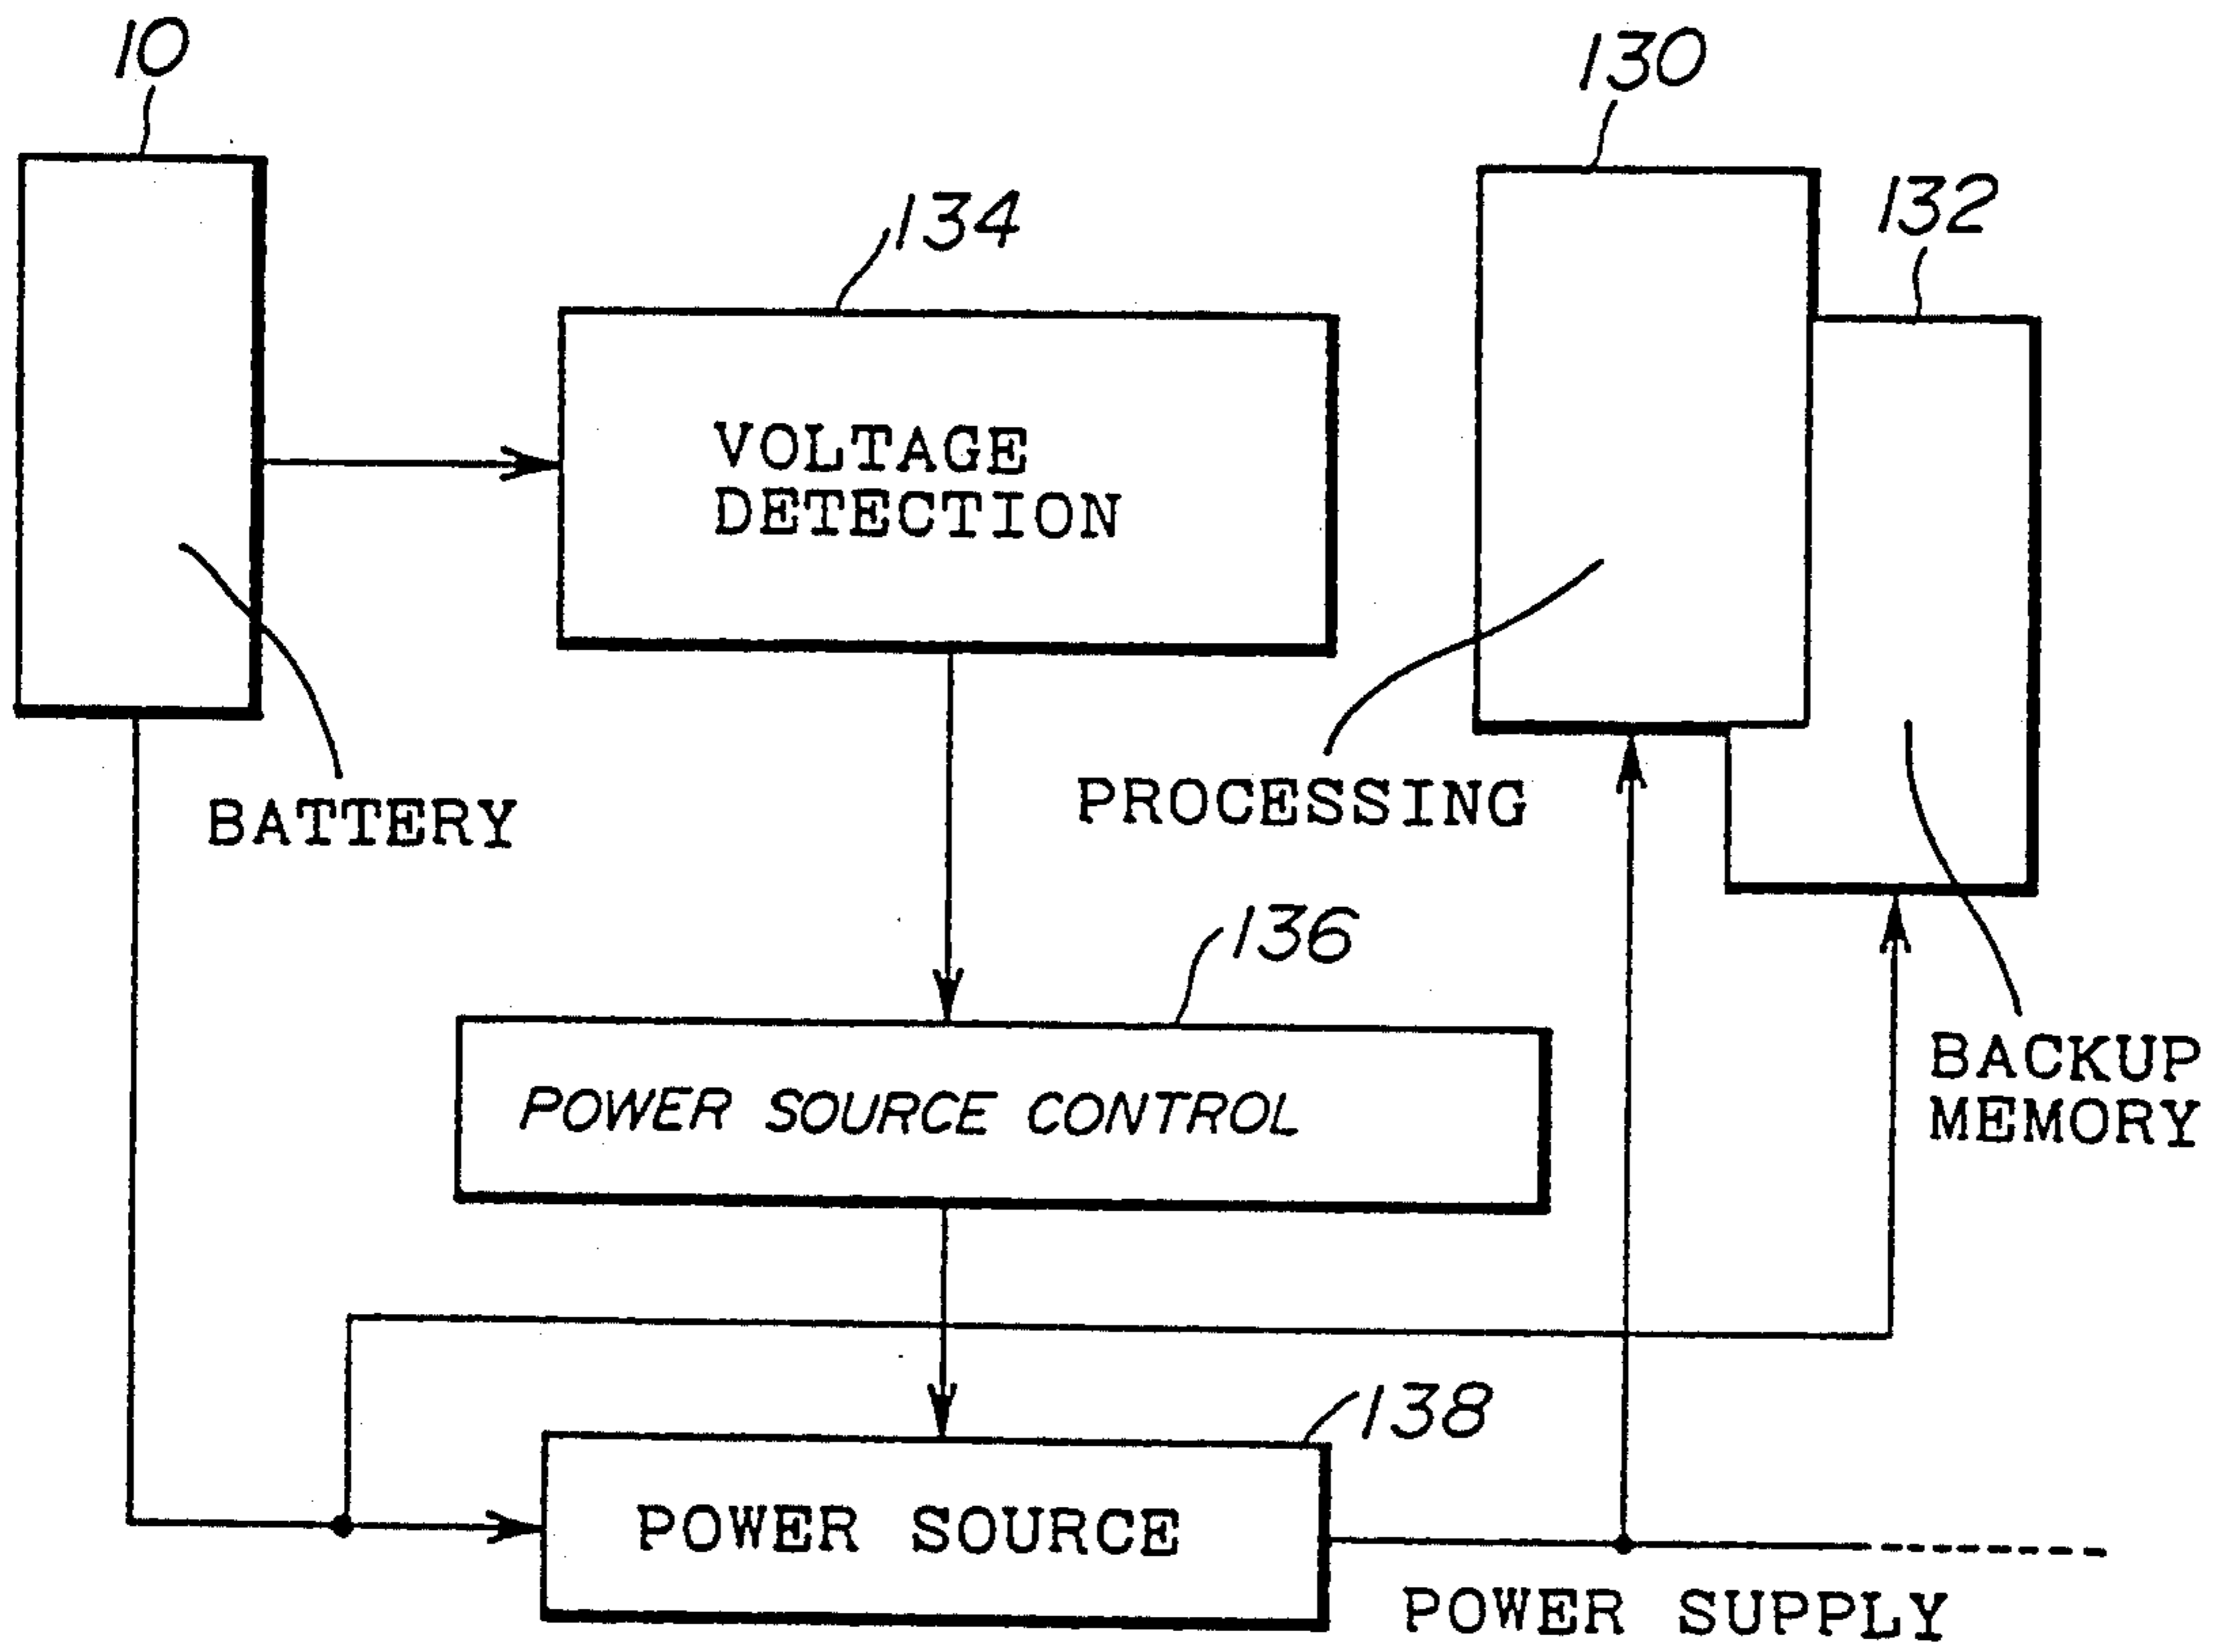 10
130
132
134
VOLTAGE
DETECTION
BATTERY
PROCESSING
136
POWER SOURCE CONTROL
BACKUP
MEMORY
138
POWER SOURCE
POWER SUPPLY